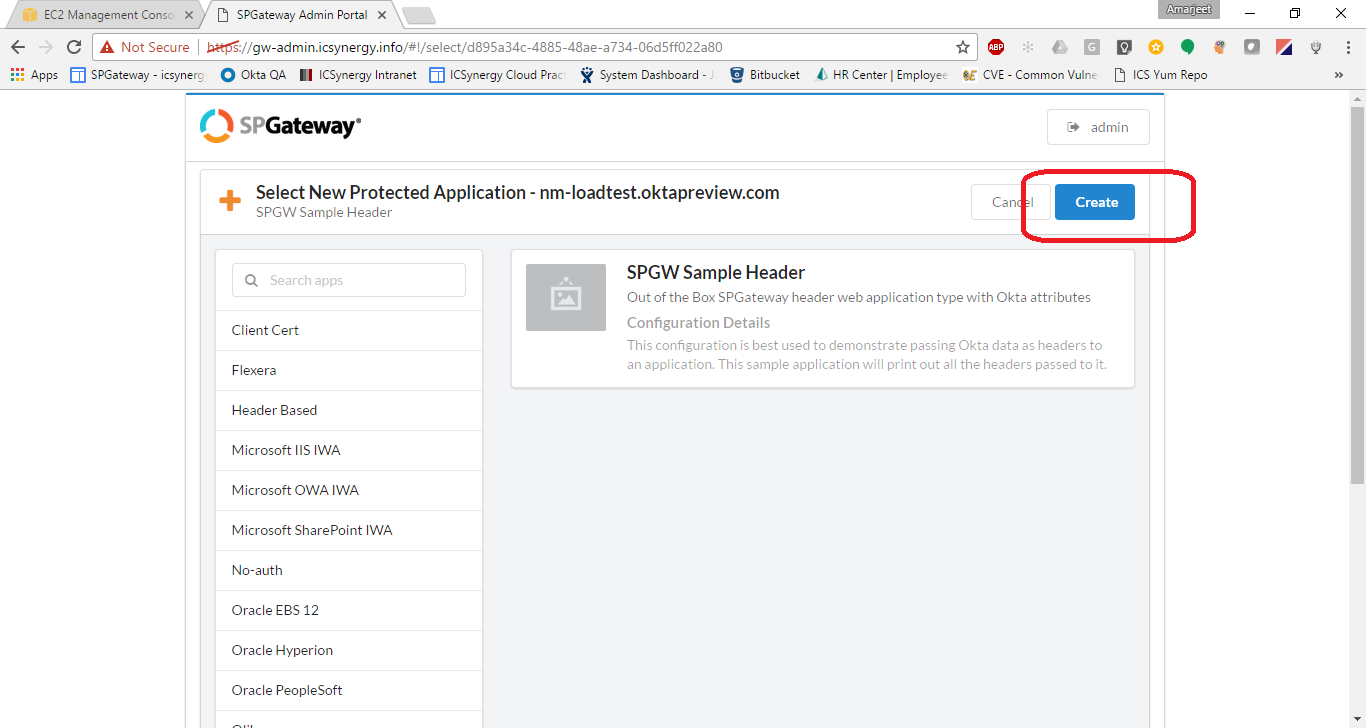 EC2 Management Conso
SPGateway Admin Portal
Amarjeet
Not Secure
https://gw-admin.icsynergy.info/#!/select/d895a34c-4885-48ae-a734-06d5ff022a80
ABP
G
Apps
SPGateway - icsynerg
Okta QA
ICSynergy Intranet
ICSynergy Cloud Prac
System Dashboard - J
Bitbucket
HR Center | Employee
CVE - Common Vulne
ICS Yum Repo
»
SPGateway®
admin
Select New Protected Application - nm-loadtest.oktapreview.com
SPGW Sample Header
Cancel
Create
Search apps
Client Cert
Flexera
Header Based
Microsoft IIS IWA
Microsoft OWA IWA
Microsoft SharePoint IWA
No-auth
Oracle EBS 12
Oracle Hyperion
Oracle PeopleSoft
SPGW Sample Header
Out of the Box SPGateway header web application type with Okta attributes
Configuration Details
This configuration is best used to demonstrate passing Okta data as headers to
an application. This sample application will print out all the headers passed to it.